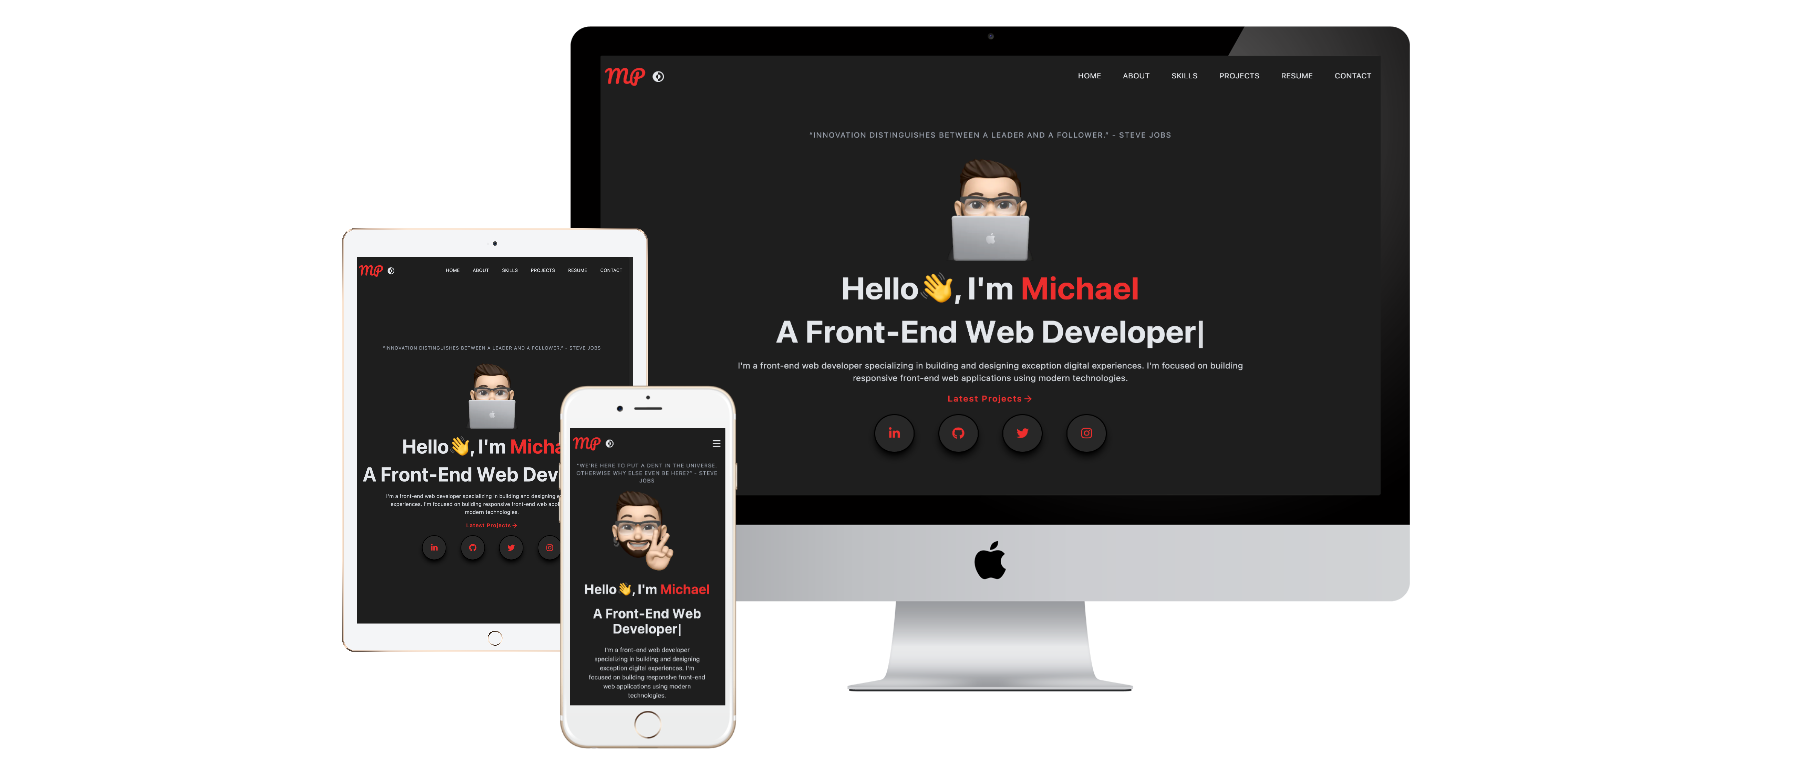 MP
HOME ABOUT SKILLS PROJECTS RESUME CONTACT
"INNOVATION DISTINGUISHES BETWEEN A LEADER AND A FOLLOWER." - STEVE JOBS
Hello👋, I'm Michael
A Front-End Web Developer|
I'm a front-end web developer specializing in building and designing exception digital experiences. I'm focused on building
responsive front-end web applications using modern technologies.
Latest Projects→
in
MP
HOME ABOUT SKILLS PROJECTS RESUME CONTACT
"INNOVATION DISTINGUISHES BETWEEN A LEADER AND A FOLLOWER." - STEVE JOBS
Hello👋, I'm Micha
A Front-End Web Dev
I'm a front-end web developer specializing in building and designing
experiences. I'm focused on building responsive front-end web
modern technologies.
Latest Projects→
in
MP
"WE'RE HERE TO PUT A DENT IN THE UNIVERSE
OTHERWISE WHY ELSE EVEN BE HERE?" - STEVE
JOBS
Hello👋, I'm Michael
A Front-End Web
Developer|
I'm a front-end web developer
specializing in building and designing
exception digital experiences. I'm
focused on building responsive front-end
web applications using modern
technologies.